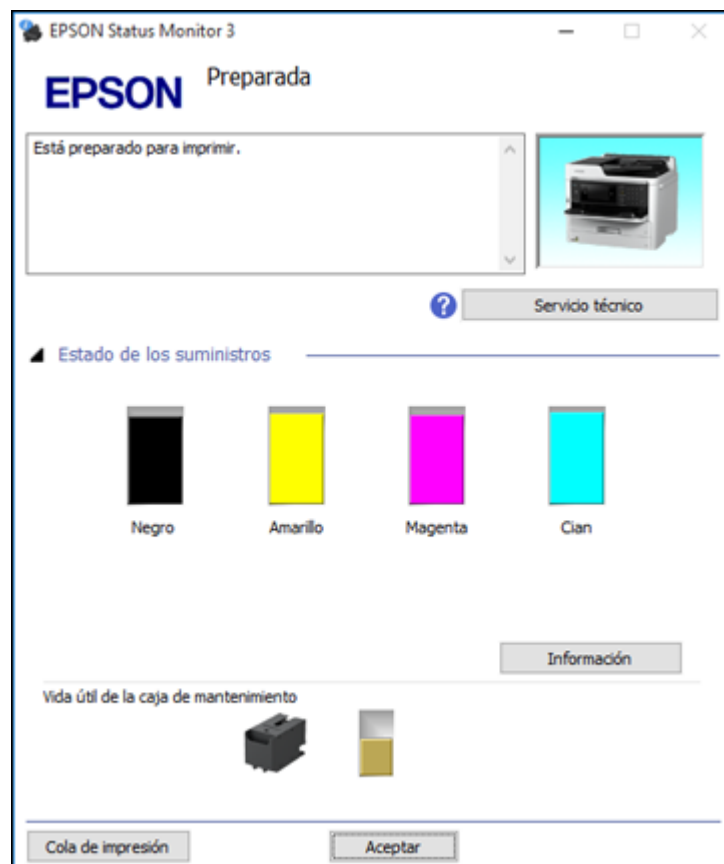 EPSON Status Monitor 3
EPSON
Preparada
Está preparado para imprimir.
?
Servicio técnico
Estado de los suministros
Negro
Amarillo
Magenta
Cian
Información
Vida útil de la caja de mantenimiento
Cola de impresión
Aceptar